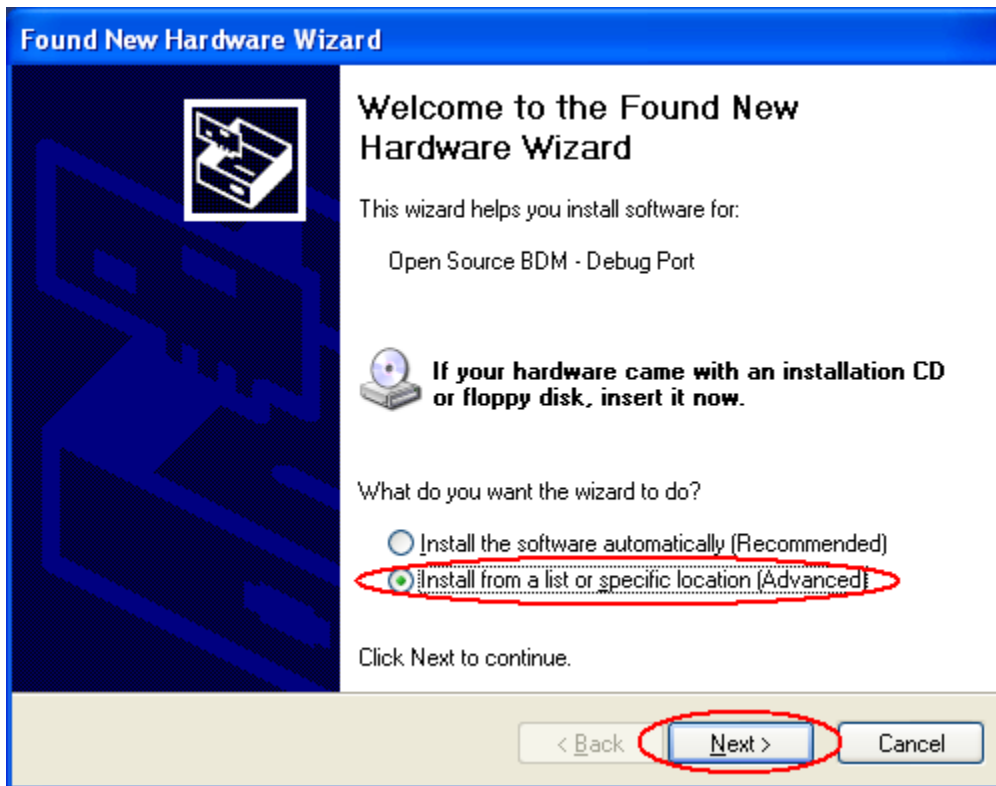 Found New Hardware Wizard
Welcome to the Found New
Hardware Wizard
This wizard helps you install software for:
Open Source BDM - Debug Port
If your hardware came with an installation CD
or floppy disk, insert it now.
What do you want the wizard to do?
Install the software automatically (Recommended)
Install from a list or specific location (Advanced)
Click Next to continue.
< Back Next > Cancel